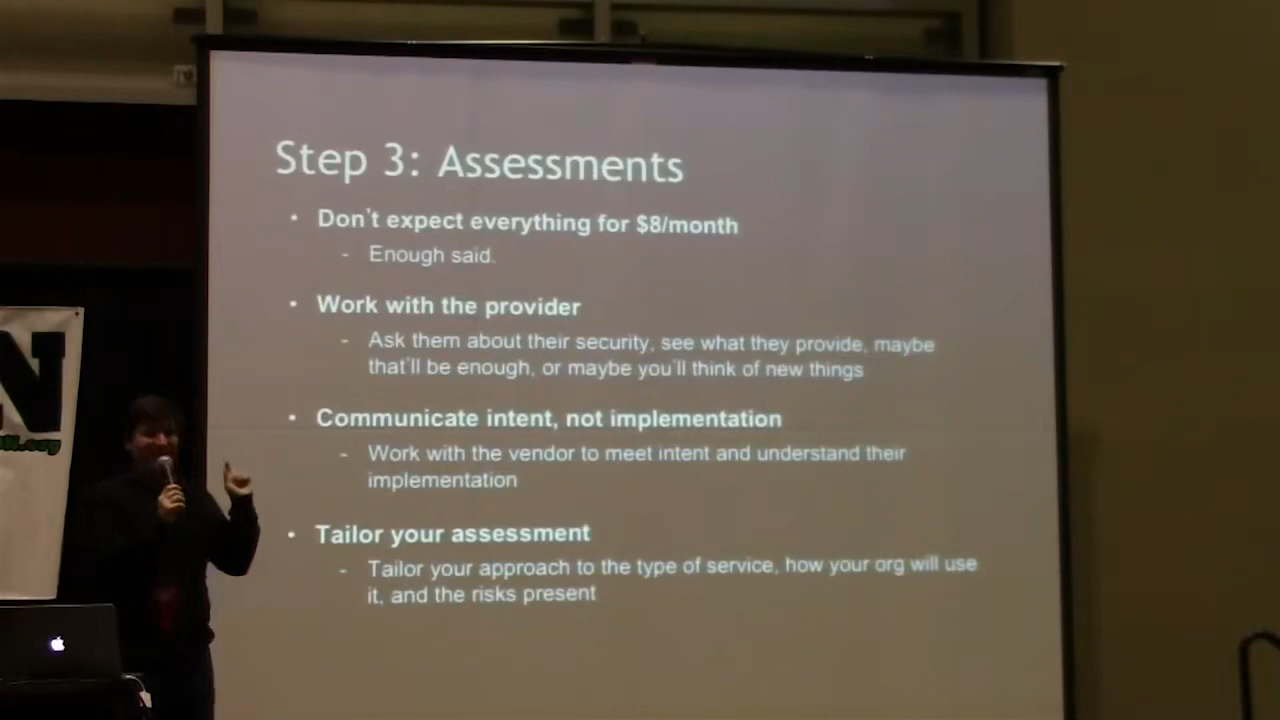 Step 3: Assessments
• Don't expect everything for $8/month
- Enough said.
• Work with the provider
- Ask them about their security, see what they provide, maybe
that'll be enough, or maybe you'll think of new things
• Communicate intent, not implementation
- Work with the vendor to meet intent and understand their
implementation
• Tailor your assessment
- Tailor your approach to the type of service, how your org will use
it, and the risks present
N
.org